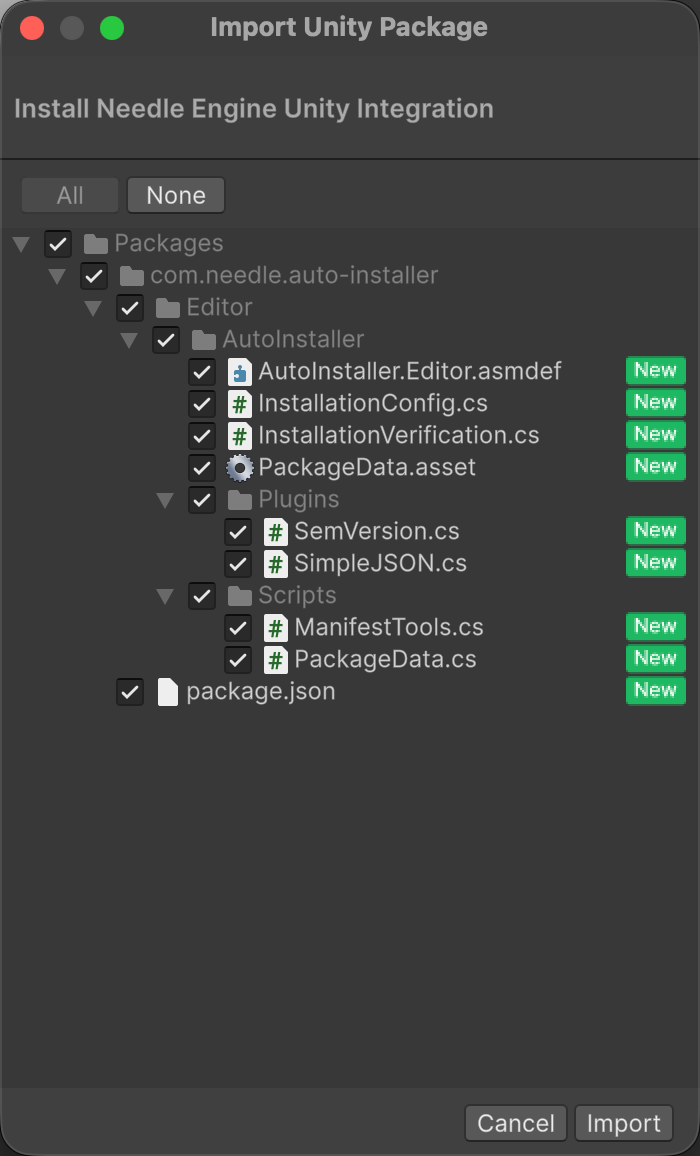 Import Unity Package
Install Needle Engine Unity Integration
All None
Packages
com.needle.auto-installer
Editor
AutoInstaller
AutoInstaller.Editor.asmdef New
InstallationConfig.cs New
InstallationVerification.cs New
PackageData.asset New
Plugins
SemVersion.cs New
SimpleJSON.cs New
Scripts
ManifestTools.cs New
PackageData.cs New
package.json New
Cancel Import